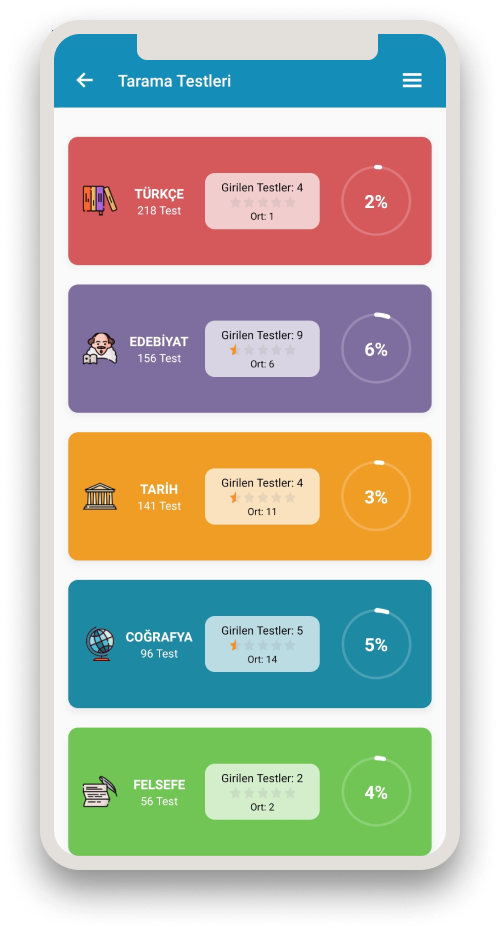 Tarama Testleri
TÜRKÇE
218 Test
Girilen Testler: 4
Ort: 1
2%
EDEBİYAT
156 Test
Girilen Testler: 9
Ort: 6
6%
TARİH
141 Test
Girilen Testler: 4
Ort: 11
3%
COĞRAFYA
96 Test
Girilen Testler: 5
Ort: 14
5%
FELSEFE
56 Test
Girilen Testler: 2
Ort: 2
4%